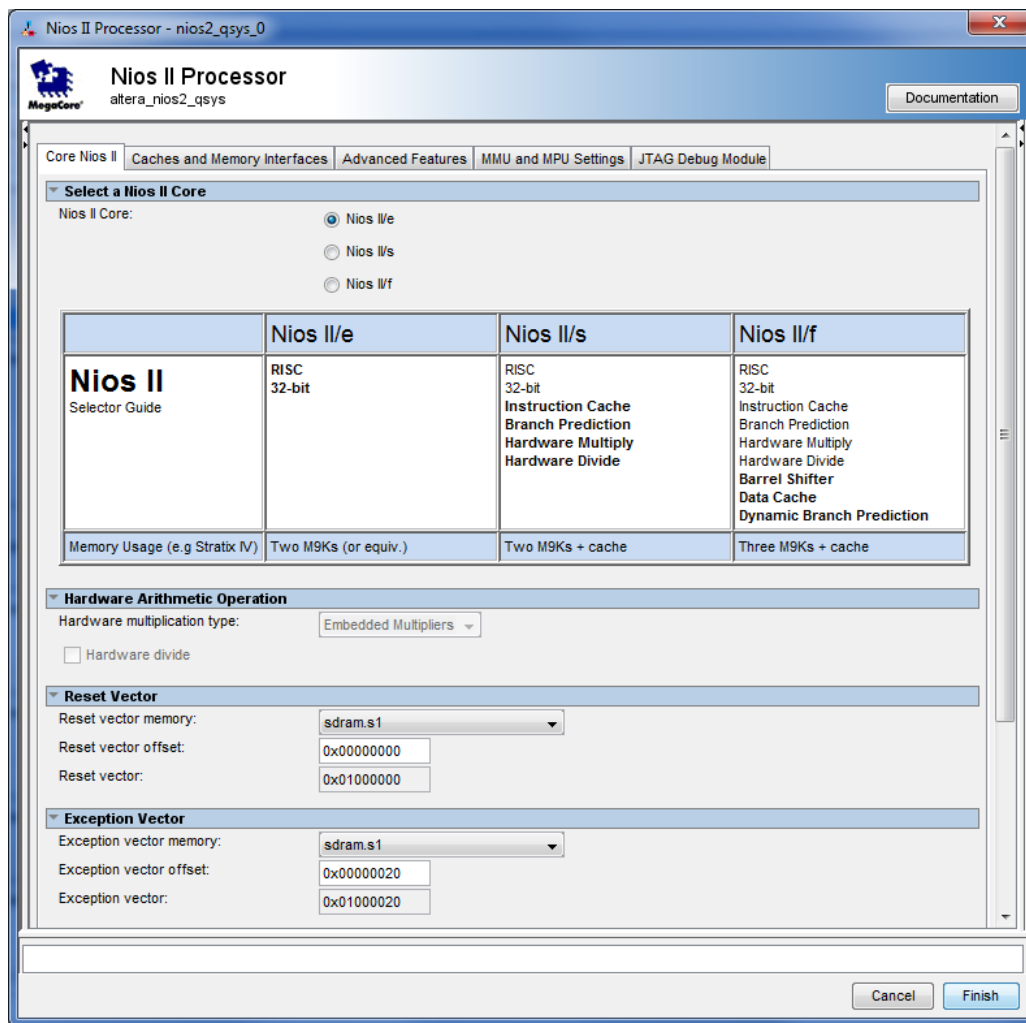 Nios II Processor - nios2_qsys_0
Nios II Processor
altera_nios2_qsys
MegaCore®
Documentation
Core Nios II Caches and Memory Interfaces Advanced Features MMU and MPU Settings JTAG Debug Module
Select a Nios II Core
Nios II Core:
Nios II/e
Nios II/s
Nios II/f
Nios II/e Nios II/s Nios II/f
Nios II
Selector Guide
RISC
32-bit
RISC
32-bit
Instruction Cache
Branch Prediction
Hardware Multiply
Hardware Divide
RISC
32-bit
Instruction Cache
Branch Prediction
Hardware Multiply
Hardware Divide
Barrel Shifter
Data Cache
Dynamic Branch Prediction
Memory Usage (e.g Stratix IV) Two M9Ks (or equiv.) Two M9Ks + cache Three M9Ks + cache
Hardware Arithmetic Operation
Hardware multiplication type: Embedded Multipliers
Hardware divide
Reset Vector
Reset vector memory: sdram.s1
Reset vector offset: 0x00000000
Reset vector: 0x01000000
Exception Vector
Exception vector memory: sdram.s1
Exception vector offset: 0x00000020
Exception vector: 0x01000020
Cancel Finish